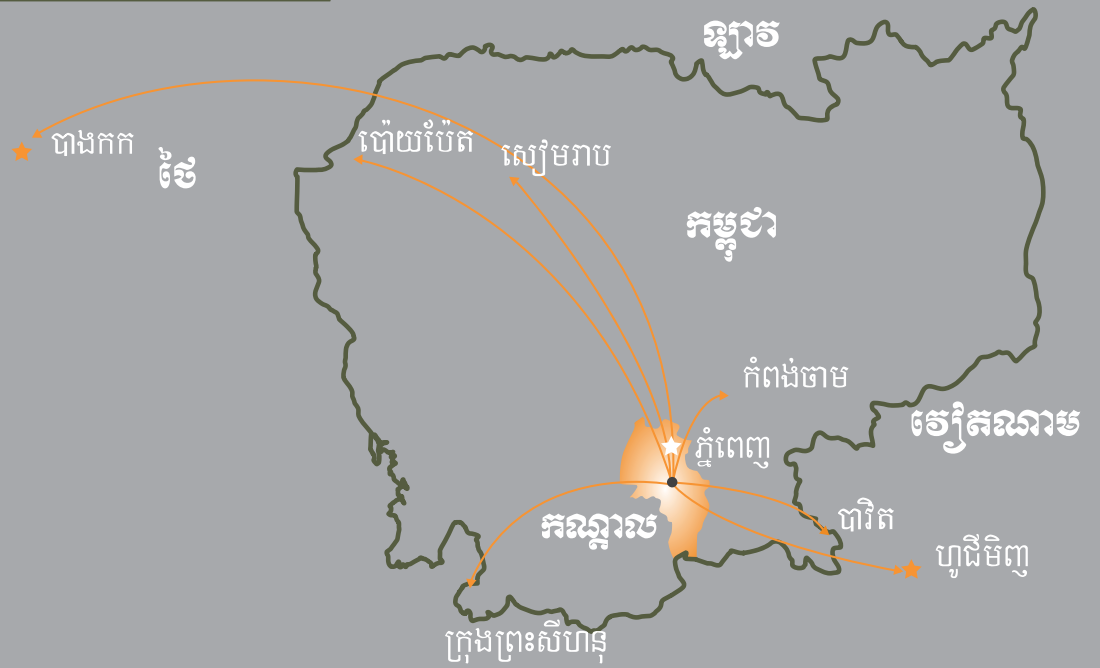 ឡាវ
បាងកក
ថៃ
ប៉ោយប៉ែត
សៀមរាប
កម្ពុជា
កំពង់ចាម
វៀតណាម
ភ្នំពេញ
បាវិត
កណ្តាល
ហូជីមិញ
ក្រុងព្រះសីហនុ